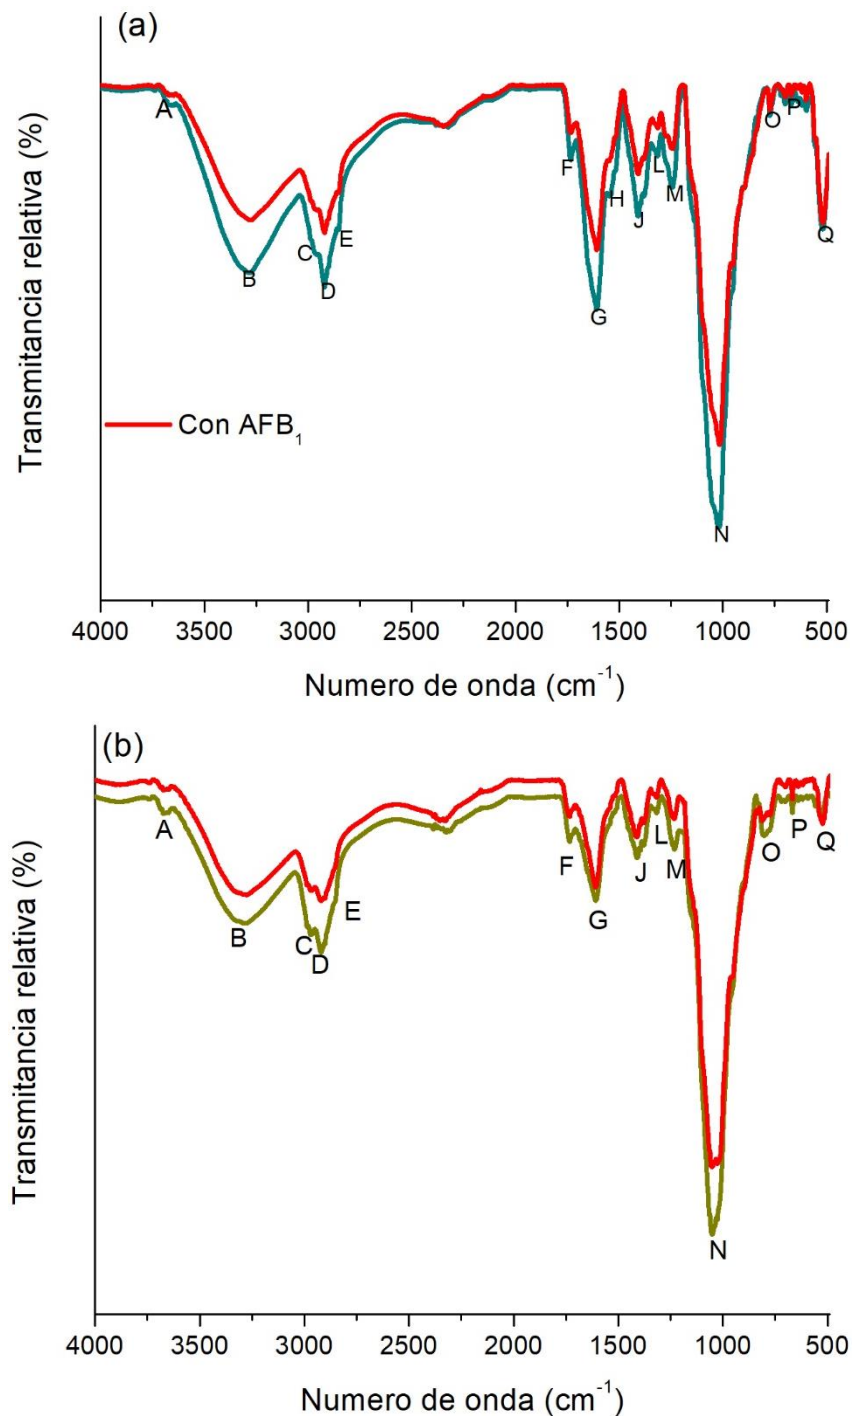 (a)
Transmitancia relativa (%)
A
B
C
D
E
F
G
H
J
L
M
N
O
P
Q
Con AFB₁
4000 3500 3000 2500 2000 1500 1000 500
Numero de onda (cm⁻¹)
(b)
Transmitancia relativa (%)
A
B
C
D
E
F
G
J
L
M
N
O
P
Q
4000 3500 3000 2500 2000 1500 1000 500
Numero de onda (cm⁻¹)